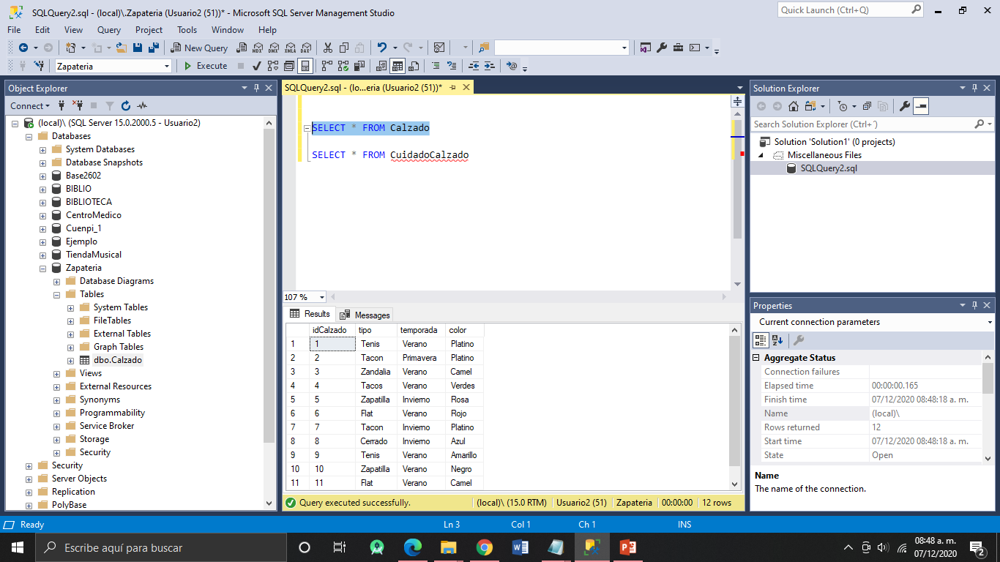 SQLQuery2.sql - (local)\.Zapateria (Usuario2 (51))* - Microsoft SQL Server Management Studio
Quick Launch (Ctrl+Q)
File Edit View Query Project Tools Window Help
New Query
MDX DMX XMLA DAX
Zapateria
Execute
Object Explorer
Connect
(local)\ (SQL Server 15.0.2000.5 - Usuario2)
Databases
System Databases
Database Snapshots
Base2602
BIBLIO
BIBLIOTECA
CentroMedico
Cuenpi_1
Ejemplo
TiendaMusical
Zapateria
Database Diagrams
Tables
System Tables
FileTables
External Tables
Graph Tables
dbo.Calzado
Views
External Resources
Synonyms
Programmability
Service Broker
Storage
Security
Security
Server Objects
Replication
PolyBase
SQLQuery2.sql - (lo...eria (Usuario2 (51))*
SELECT * FROM Calzado
SELECT * FROM CuidadoCalzado
107 %
Results Messages
idCalzado tipo temporada color
1 1 Tenis Verano Platino
2 2 Tacon Primavera Platino
3 3 Zandalia Verano Camel
4 4 Tacos Verano Verdes
5 5 Zapatilla Invierno Rosa
6 6 Flat Verano Rojo
7 7 Tacon Invierno Platino
8 8 Cerrado Invierno Azul
9 9 Tenis Verano Amarillo
10 10 Zapatilla Verano Negro
11 11 Flat Verano Camel
Query executed successfully. (local)\ (15.0 RTM) Usuario2 (51) Zapateria 00:00:00 12 rows
Solution Explorer
Search Solution Explorer (Ctrl+´)
Solution 'Solution1' (0 projects)
Miscellaneous Files
SQLQuery2.sql
Properties
Current connection parameters
Aggregate Status
Connection failures
Elapsed time 00:00:00.165
Finish time 07/12/2020 08:48:18 a. m.
Name (local)\
Rows returned 12
Start time 07/12/2020 08:48:18 a. m.
State Open
Name
The name of the connection.
Ready Ln 3 Col 1 Ch 1 INS
Escribe aquí para buscar
08:48 a. m.
07/12/2020
2